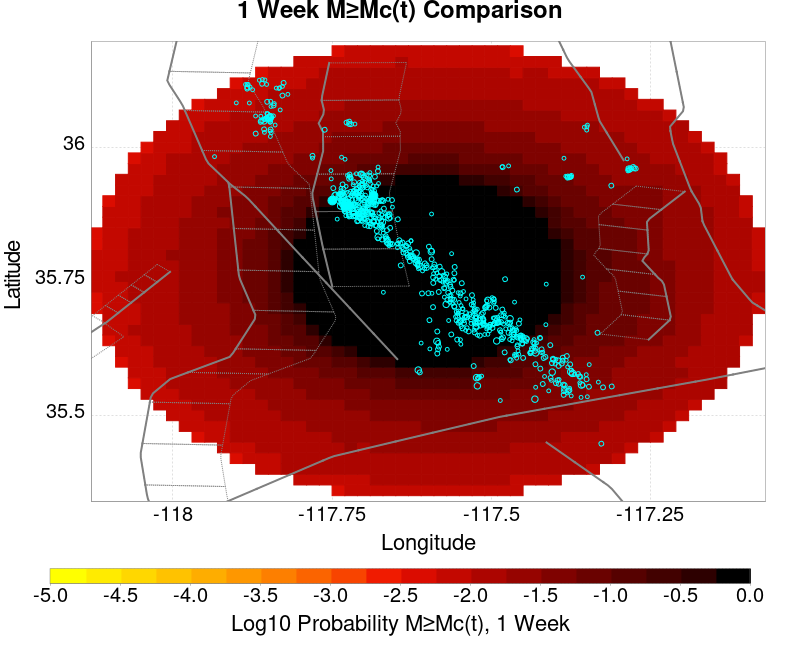 1 Week M≥Mc(t) Comparison
36
35.75
35.5
Latitude
-118 -117.75 -117.5 -117.25
Longitude
-5.0 -4.5 -4.0 -3.5 -3.0 -2.5 -2.0 -1.5 -1.0 -0.5 0.0
Log10 Probability M≥Mc(t), 1 Week